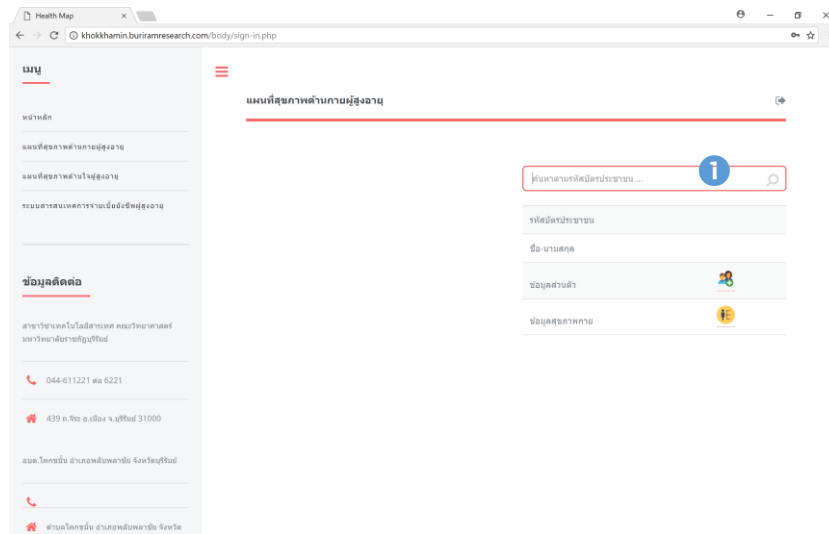 Health Map
khokkhamin.buriramresearch.com/body/sign-in.php
เมนู
หน้าหลัก
แผนที่สุขภาพด้านกายผู้สูงอายุ
แผนที่สุขภาพด้านใจผู้สูงอายุ
ระบบสารสนเทศการจ่ายเบี้ยยังชีพผู้สูงอายุ
ข้อมูลติดต่อ
สาขาวิชาเทคโนโลยีสารเทศ คณะวิทยาศาสตร์
มหาวิทยาลัยราชภัฏบุรีรัมย์
044-611221 ต่อ 6221
439 ถ.จิระ อ.เมือง จ.บุรีรัมย์ 31000
อบต.โคกขมิ้น อำเภอพลับพลาชัย จังหวัดบุรีรัมย์
ตำบลโคกขมิ้น อำเภอพลับพลาชัย จังหวัด
แผนที่สุขภาพด้านกายผู้สูงอายุ
ค้นหาตามรหัสบัตรประชาชน ...
1
รหัสบัตรประชาชน
ชื่อ-นามสกุล
ข้อมูลส่วนตัว
ข้อมูลสุขภาพกาย